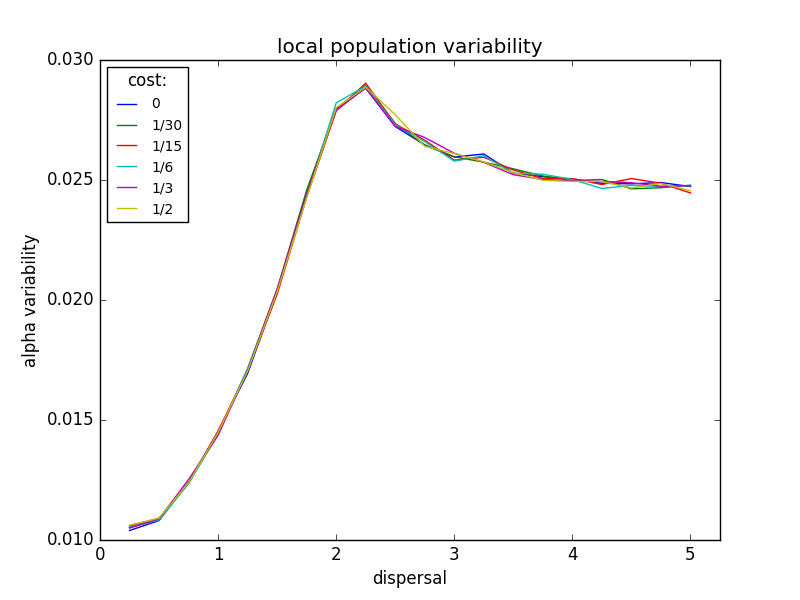 local population variability
cost:
0
1/30
1/15
1/6
1/3
1/2
alpha variability
0.030
0.025
0.020
0.015
0.010
0 1 2 3 4 5
dispersal